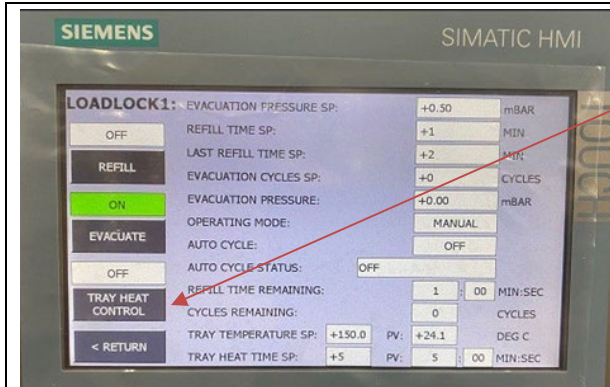 SIEMENS
SIMATIC HMI
TOUCH
LOADLOCK1: EVACUATION PRESSURE SP: +0.50 mBAR
OFF REFILL TIME SP: +1 MIN
REFILL LAST REFILL TIME SP: +2 MIN
EVACUATION CYCLES SP: +0 CYCLES
ON EVACUATION PRESSURE: +0.00 mBAR
OPERATING MODE: MANUAL
EVACUATE AUTO CYCLE: OFF
OFF AUTO CYCLE STATUS: OFF
REFILL TIME REMAINING: 1 : 00 MIN:SEC
TRAY HEAT
CONTROL CYCLES REMAINING: 0 CYCLES
TRAY TEMPERATURE SP: +150.0 PV: +24.1 DEG C
< RETURN TRAY HEAT TIME SP: +5 PV: 5 : 00 MIN:SEC